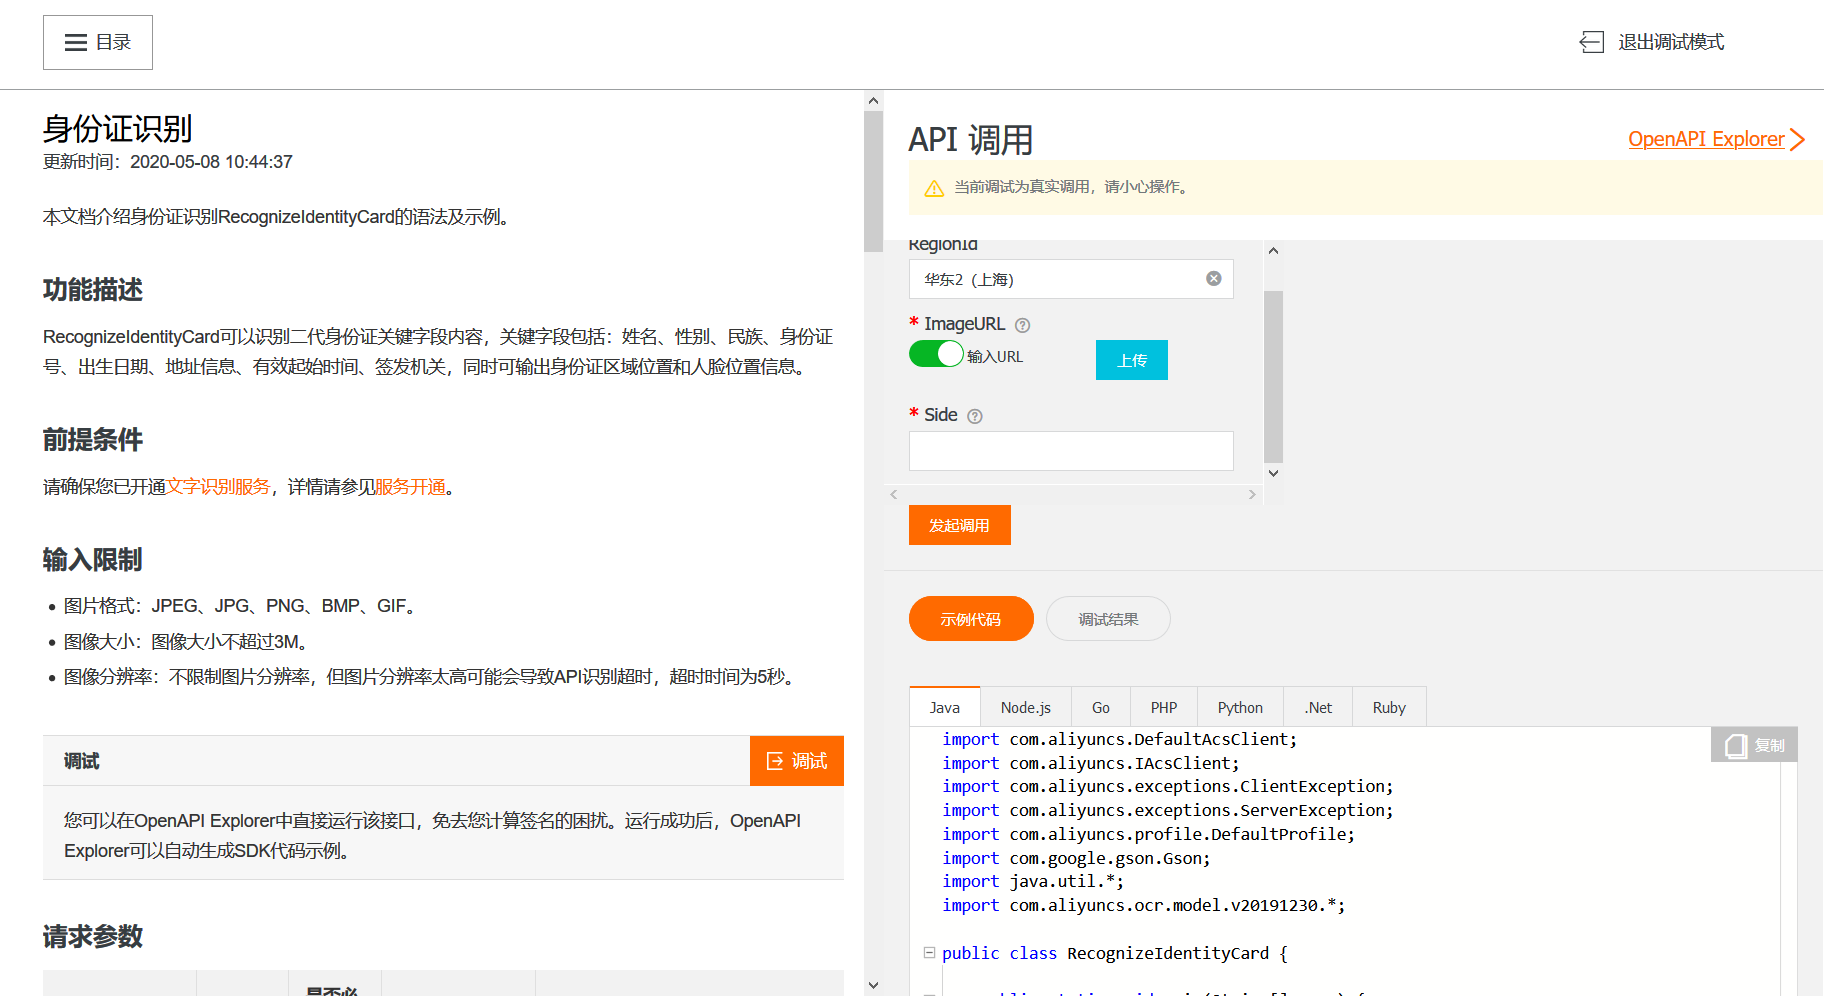 目录
退出调试模式
身份证识别
更新时间：2020-05-08 10:44:37
本文档介绍身份证识别RecognizeIdentityCard的语法及示例。
功能描述
RecognizeIdentityCard可以识别二代身份证关键字段内容，关键字段包括：姓名、性别、民族、身份证
号、出生日期、地址信息、有效起始时间、签发机关，同时可输出身份证区域位置和人脸位置信息。
前提条件
请确保您已开通文字识别服务，详情请参见服务开通。
输入限制
图片格式：JPEG、JPG、PNG、BMP、GIF。
图像大小：图像大小不超过3M。
图像分辨率：不限制图片分辨率，但图片分辨率太高可能会导致API识别超时，超时时间为5秒。
调试
调试
您可以在OpenAPI Explorer中直接运行该接口，免去您计算签名的困扰。运行成功后，OpenAPI
Explorer可以自动生成SDK代码示例。
请求参数
是否必
API 调用
OpenAPI Explorer
当前调试为真实调用，请小心操作。
RegionId
华东2（上海）
* ImageURL
输入URL
上传
* Side
发起调用
示例代码
调试结果
Java Node.js Go PHP Python .Net Ruby
复制
import com.aliyuncs.DefaultAcsClient;
import com.aliyuncs.IAcsClient;
import com.aliyuncs.exceptions.ClientException;
import com.aliyuncs.exceptions.ServerException;
import com.aliyuncs.profile.DefaultProfile;
import com.google.gson.Gson;
import java.util.*;
import com.aliyuncs.ocr.model.v20191230.*;
public class RecognizeIdentityCard {